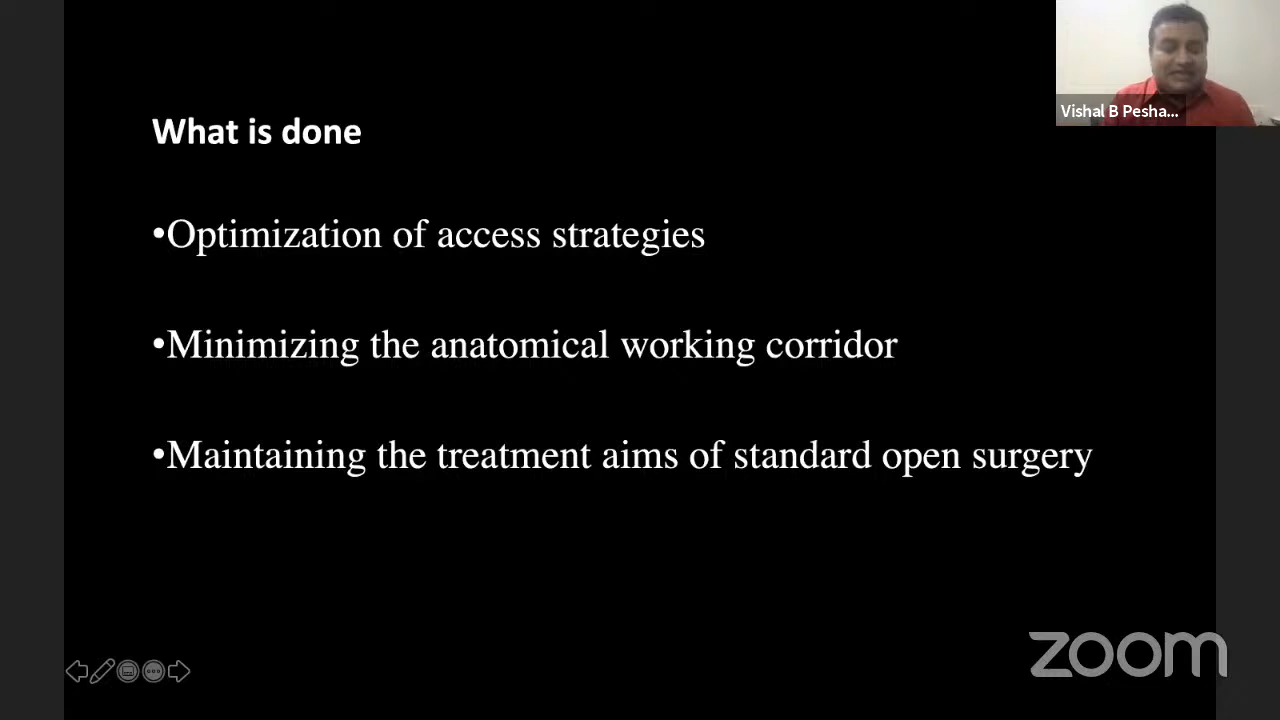 Vishal B Pesha...
What is done
•Optimization of access strategies
•Minimizing the anatomical working corridor
•Maintaining the treatment aims of standard open surgery
zoom